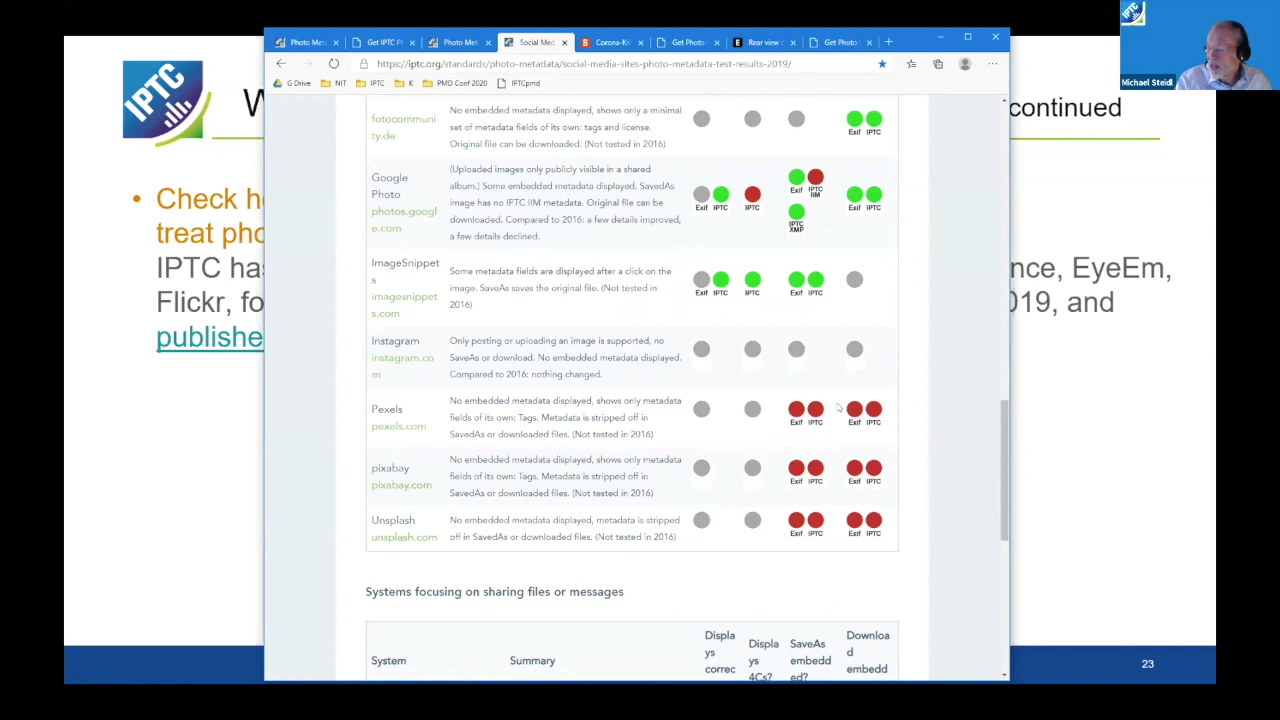 IPTC
W
continued
Photo Met
Get IPTC P
Photo Me
Social Med
Corona-Kri
Get Photo
Rear view c
Get Photo
https://iptc.org/standards/photo-metadata/social-media-sites-photo-metadata-test-results-2019/
G Drive NIT IPTC K PMD Conf 2020 IPTCpmd
IPTC
Michael Steidl
• Check h
treat pho
IPTC has
nce, EyeEm,
Flickr, fo
019, and
publishe
fotocommuni
ty.de
No embedded metadata displayed, shows only a minimal
set of metadata fields of its own: tags and license.
Original file can be downloaded. (Not tested in 2016)
Exif IPTC
Google
Photo
photos.googl
e.com
(Uploaded images only publicly visible in a shared
album.) Some embedded metadata displayed. SavedAs
image has no IPTC IIM metadata. Original file can be
downloaded. Compared to 2016: a few details improved,
a few details declined.
Exif IPTC
IPTC
Exif IPTC
IIM
IPTC
XMP
Exif IPTC
ImageSnippet
s
imagesnippet
s.com
Some metadata fields are displayed after a click on the
image. SaveAs saves the original file. (Not tested in
2016)
Exif IPTC
IPTC
Exif IPTC
Instagram
instagram.co
m
Only posting or uploading an image is supported, no
SaveAs or download. No embedded metadata displayed.
Compared to 2016: nothing changed.
Pexels
pexels.com
No embedded metadata displayed, shows only metadata
fields of its own: Tags. Metadata is stripped off in
SavedAs or downloaded files. (Not tested in 2016)
Exif IPTC
Exif IPTC
pixabay
pixabay.com
No embedded metadata displayed, shows only metadata
fields of its own: Tags. Metadata is stripped off in
SavedAs or downloaded files. (Not tested in 2016)
Exif IPTC
Exif IPTC
Unsplash
unsplash.com
No embedded metadata displayed, metadata is stripped
off in SavedAs or downloaded files. (Not tested in 2016)
Exif IPTC
Exif IPTC
Systems focusing on sharing files or messages
System
Summary
Displa
ys
correc
Displa
ys
4Cs?
SaveAs
embedd
ed?
Downloa
d
embedd
23